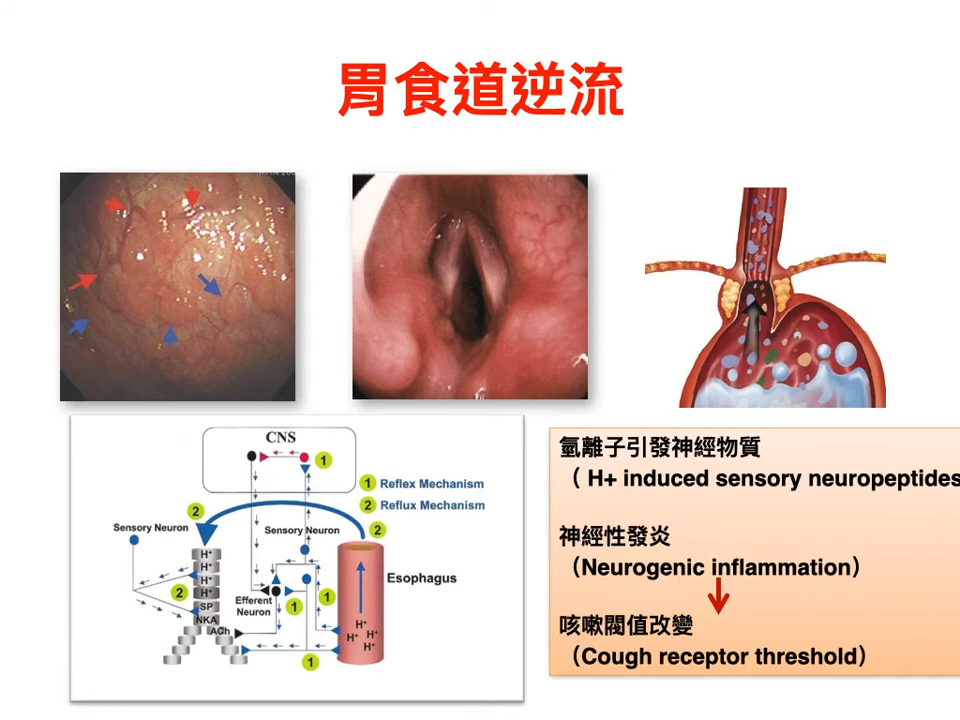 胃食道逆流
CNS
1
1 Reflex Mechanism
2 Reflux Mechanism
2
2
Sensory Neuron
Sensory Neuron
H+
H+
H+
H+
2
SP
NKA
ACh
Efferent
Neuron
1
1
1
Esophagus
H+
H+ H+
H+
氫離子引發神經物質
（ H+ induced sensory neuropeptides
神經性發炎
（Neurogenic inflammation）
咳嗽閥值改變
（Cough receptor threshold）